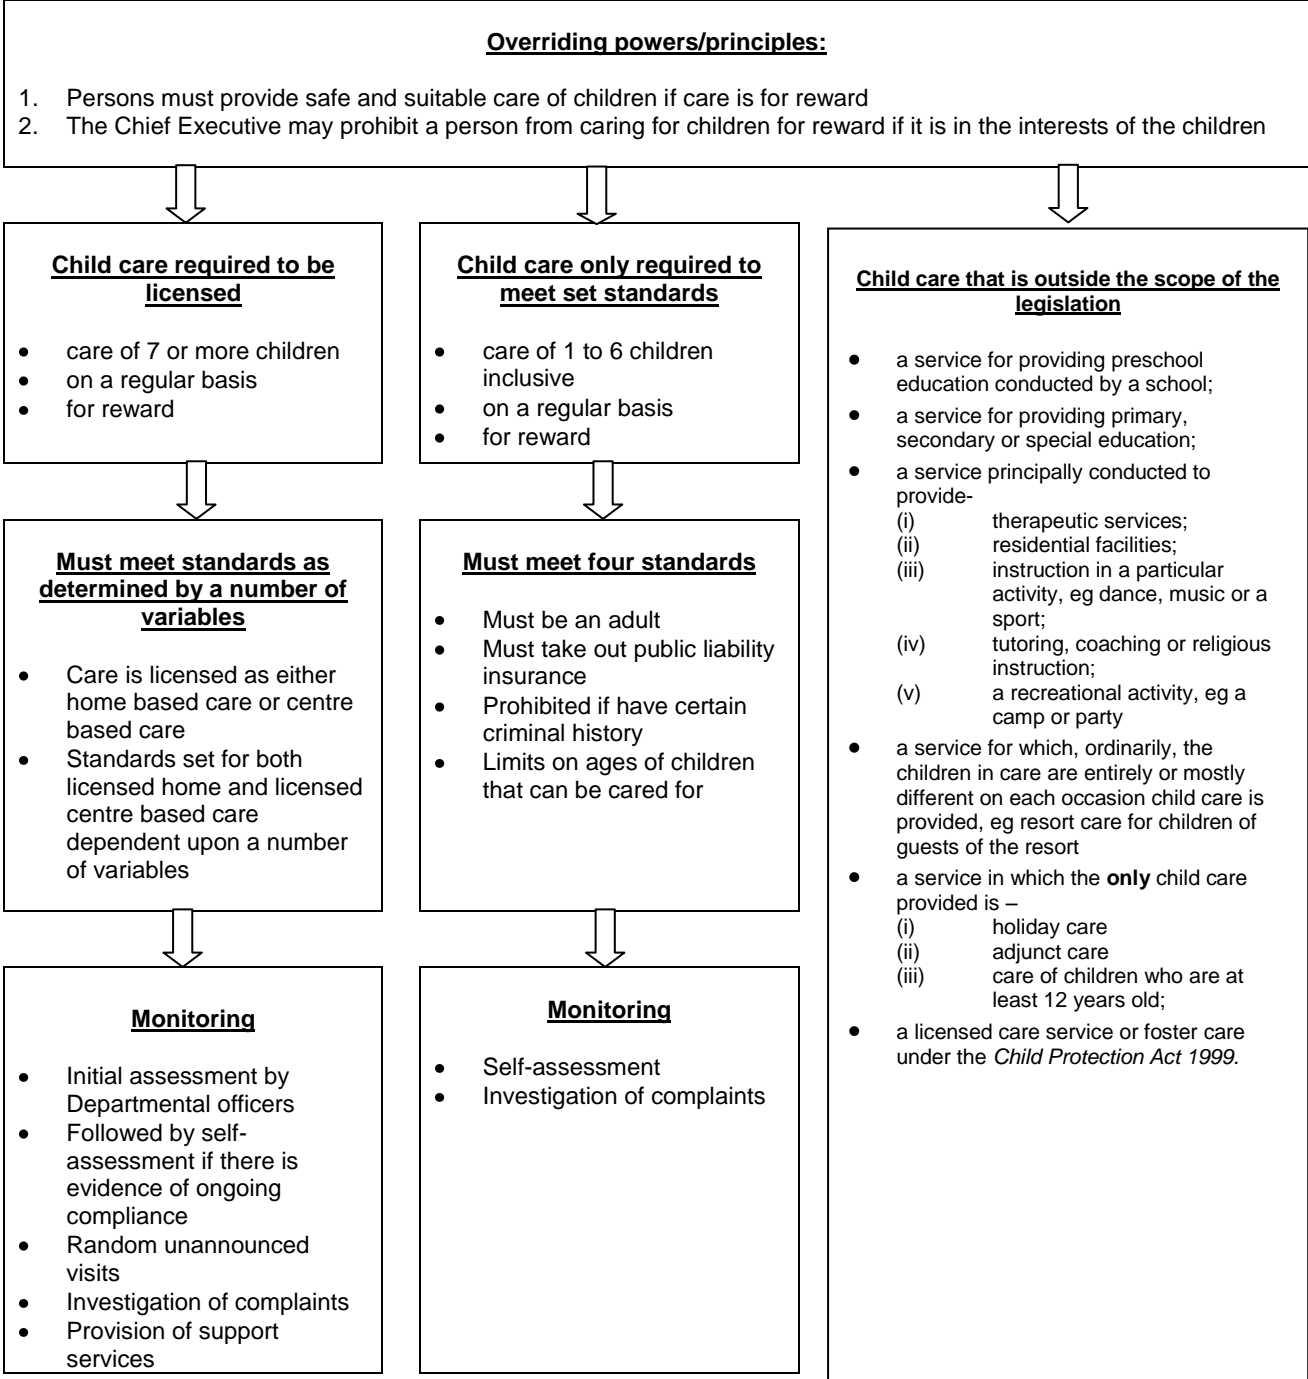 Overriding powers/principles:
1. Persons must provide safe and suitable care of children if care is for reward
2. The Chief Executive may prohibit a person from caring for children for reward if it is in the interests of the children
Child care required to be
licensed
• care of 7 or more children
• on a regular basis
• for reward
Must meet standards as
determined by a number of
variables
• Care is licensed as either
home based care or centre
based care
• Standards set for both
licensed home and licensed
centre based care
dependent upon a number
of variables
Monitoring
• Initial assessment by
Departmental officers
• Followed by self-
assessment if there is
evidence of ongoing
compliance
• Random unannounced
visits
• Investigation of complaints
• Provision of support
services
Child care only required to
meet set standards
• care of 1 to 6 children
inclusive
• on a regular basis
• for reward
Must meet four standards
• Must be an adult
• Must take out public liability
insurance
• Prohibited if have certain
criminal history
• Limits on ages of children
that can be cared for
Monitoring
• Self-assessment
• Investigation of complaints
Child care that is outside the scope of the
legislation
• a service for providing preschool
education conducted by a school;
• a service for providing primary,
secondary or special education;
• a service principally conducted to
provide-
(i) therapeutic services;
(ii) residential facilities;
(iii) instruction in a particular
activity, eg dance, music or a
sport;
(iv) tutoring, coaching or religious
instruction;
(v) a recreational activity, eg a
camp or party
• a service for which, ordinarily, the
children in care are entirely or mostly
different on each occasion child care is
provided, eg resort care for children of
guests of the resort
• a service in which the only child care
provided is –
(i) holiday care
(ii) adjunct care
(iii) care of children who are at
least 12 years old;
• a licensed care service or foster care
under the Child Protection Act 1999.